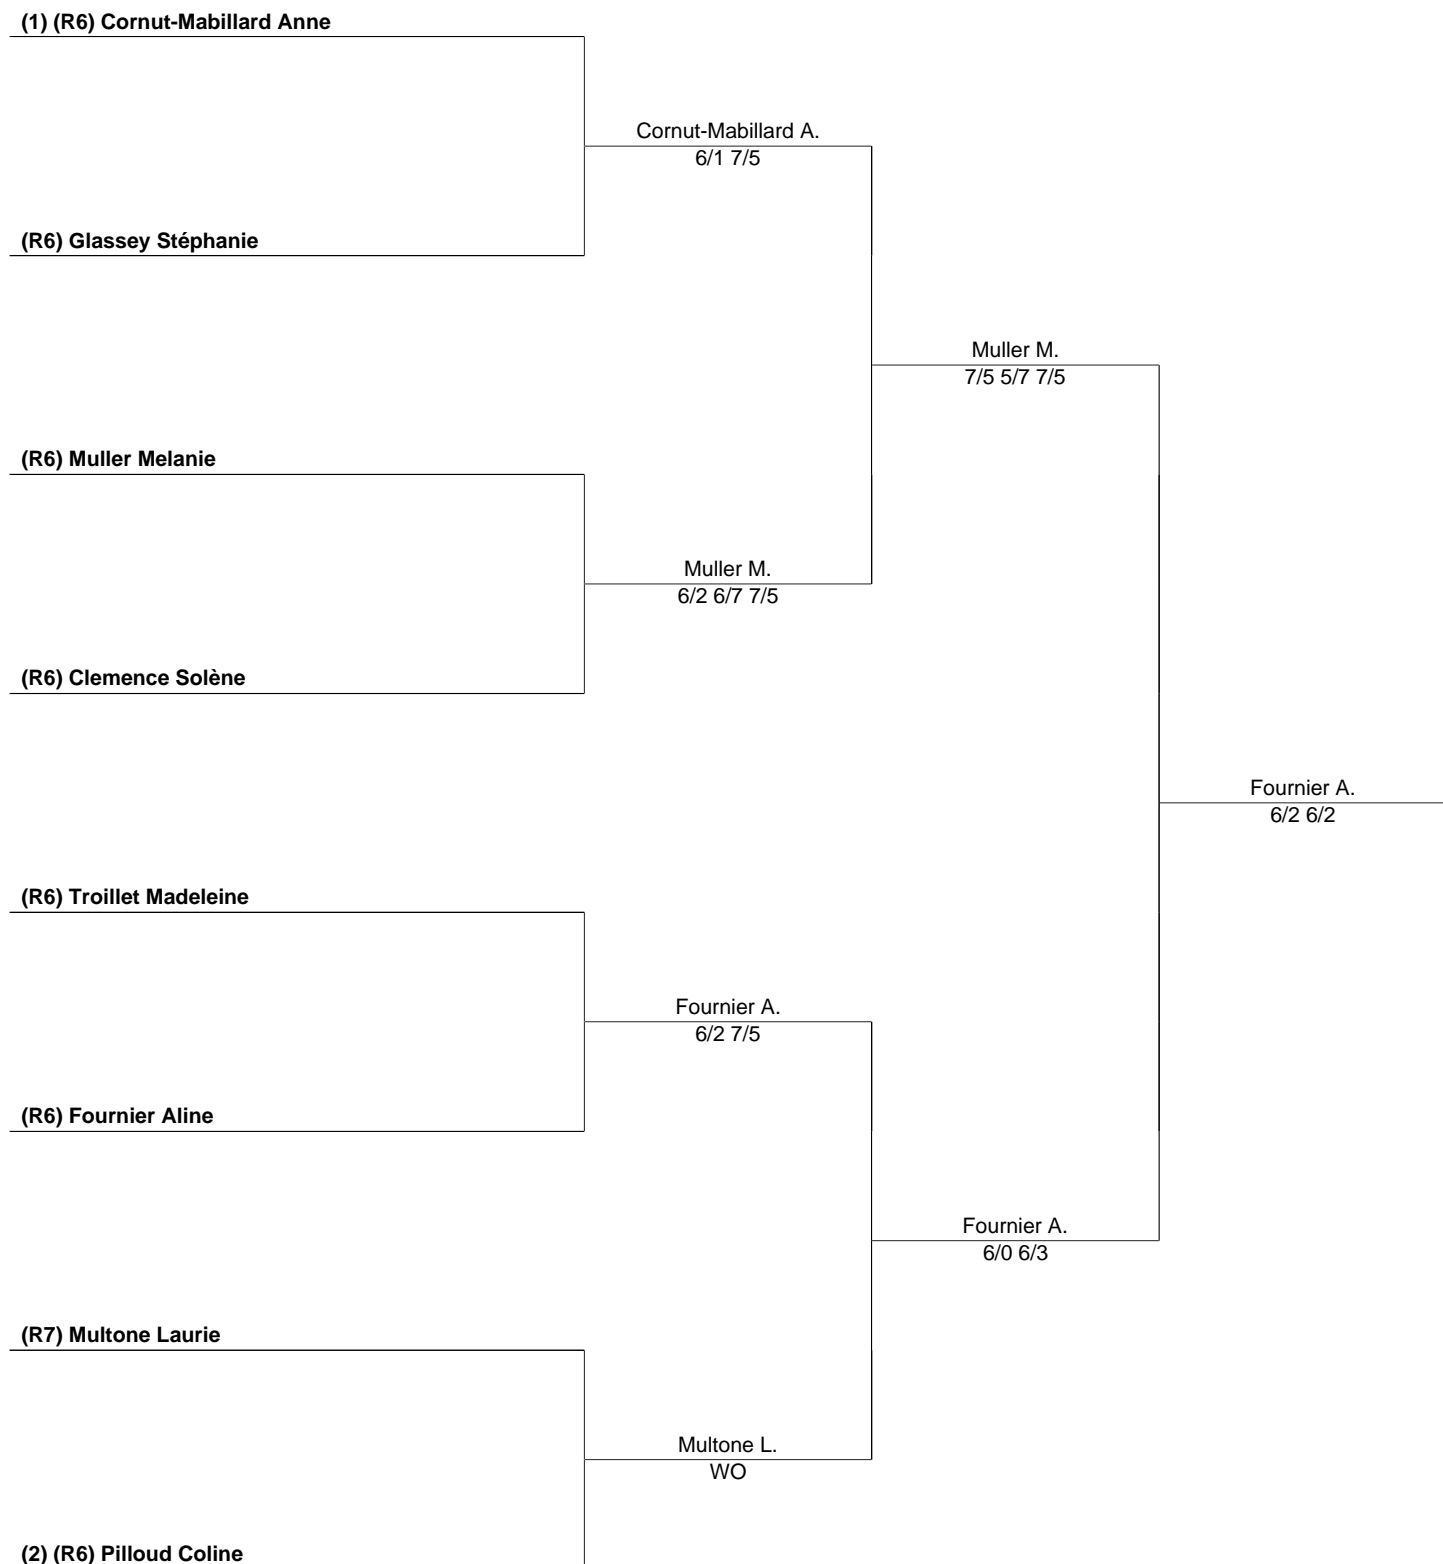 (1) (R6) Cornut-Mabillard Anne
Cornut-Mabillard A.
6/1 7/5
(R6) Glassey Stéphanie
Muller M.
7/5 5/7 7/5
(R6) Muller Melanie
Muller M.
6/2 6/7 7/5
(R6) Clemence Solène
Fournier A.
6/2 6/2
(R6) Troillet Madeleine
Fournier A.
6/2 7/5
(R6) Fournier Aline
Fournier A.
6/0 6/3
(R7) Multone Laurie
Multone L.
WO
(2) (R6) Pilloud Coline